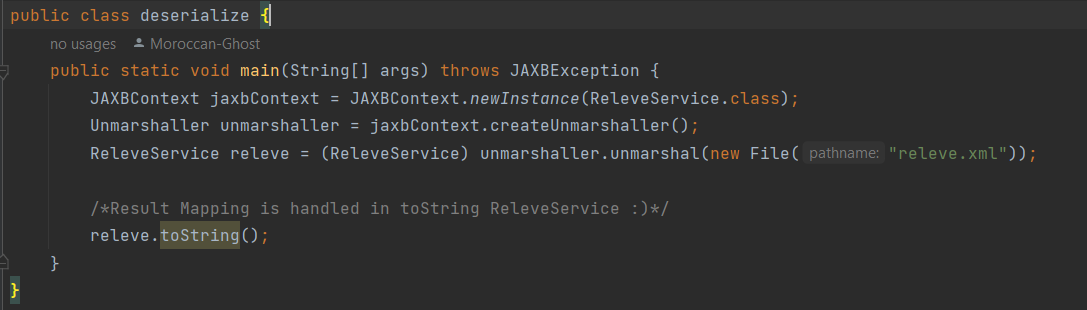 public class deserialize {
no usages Moroccan-Ghost
public static void main(String[] args) throws JAXBException {
JAXBContext jaxbContext = JAXBContext.newInstance(ReleveService.class);
Unmarshaller unmarshaller = jaxbContext.createUnmarshaller();
ReleveService releve = (ReleveService) unmarshaller.unmarshal(new File( pathname: "releve.xml"));
/*Result Mapping is handled in toString ReleveService :)*/
releve.toString();
}
}